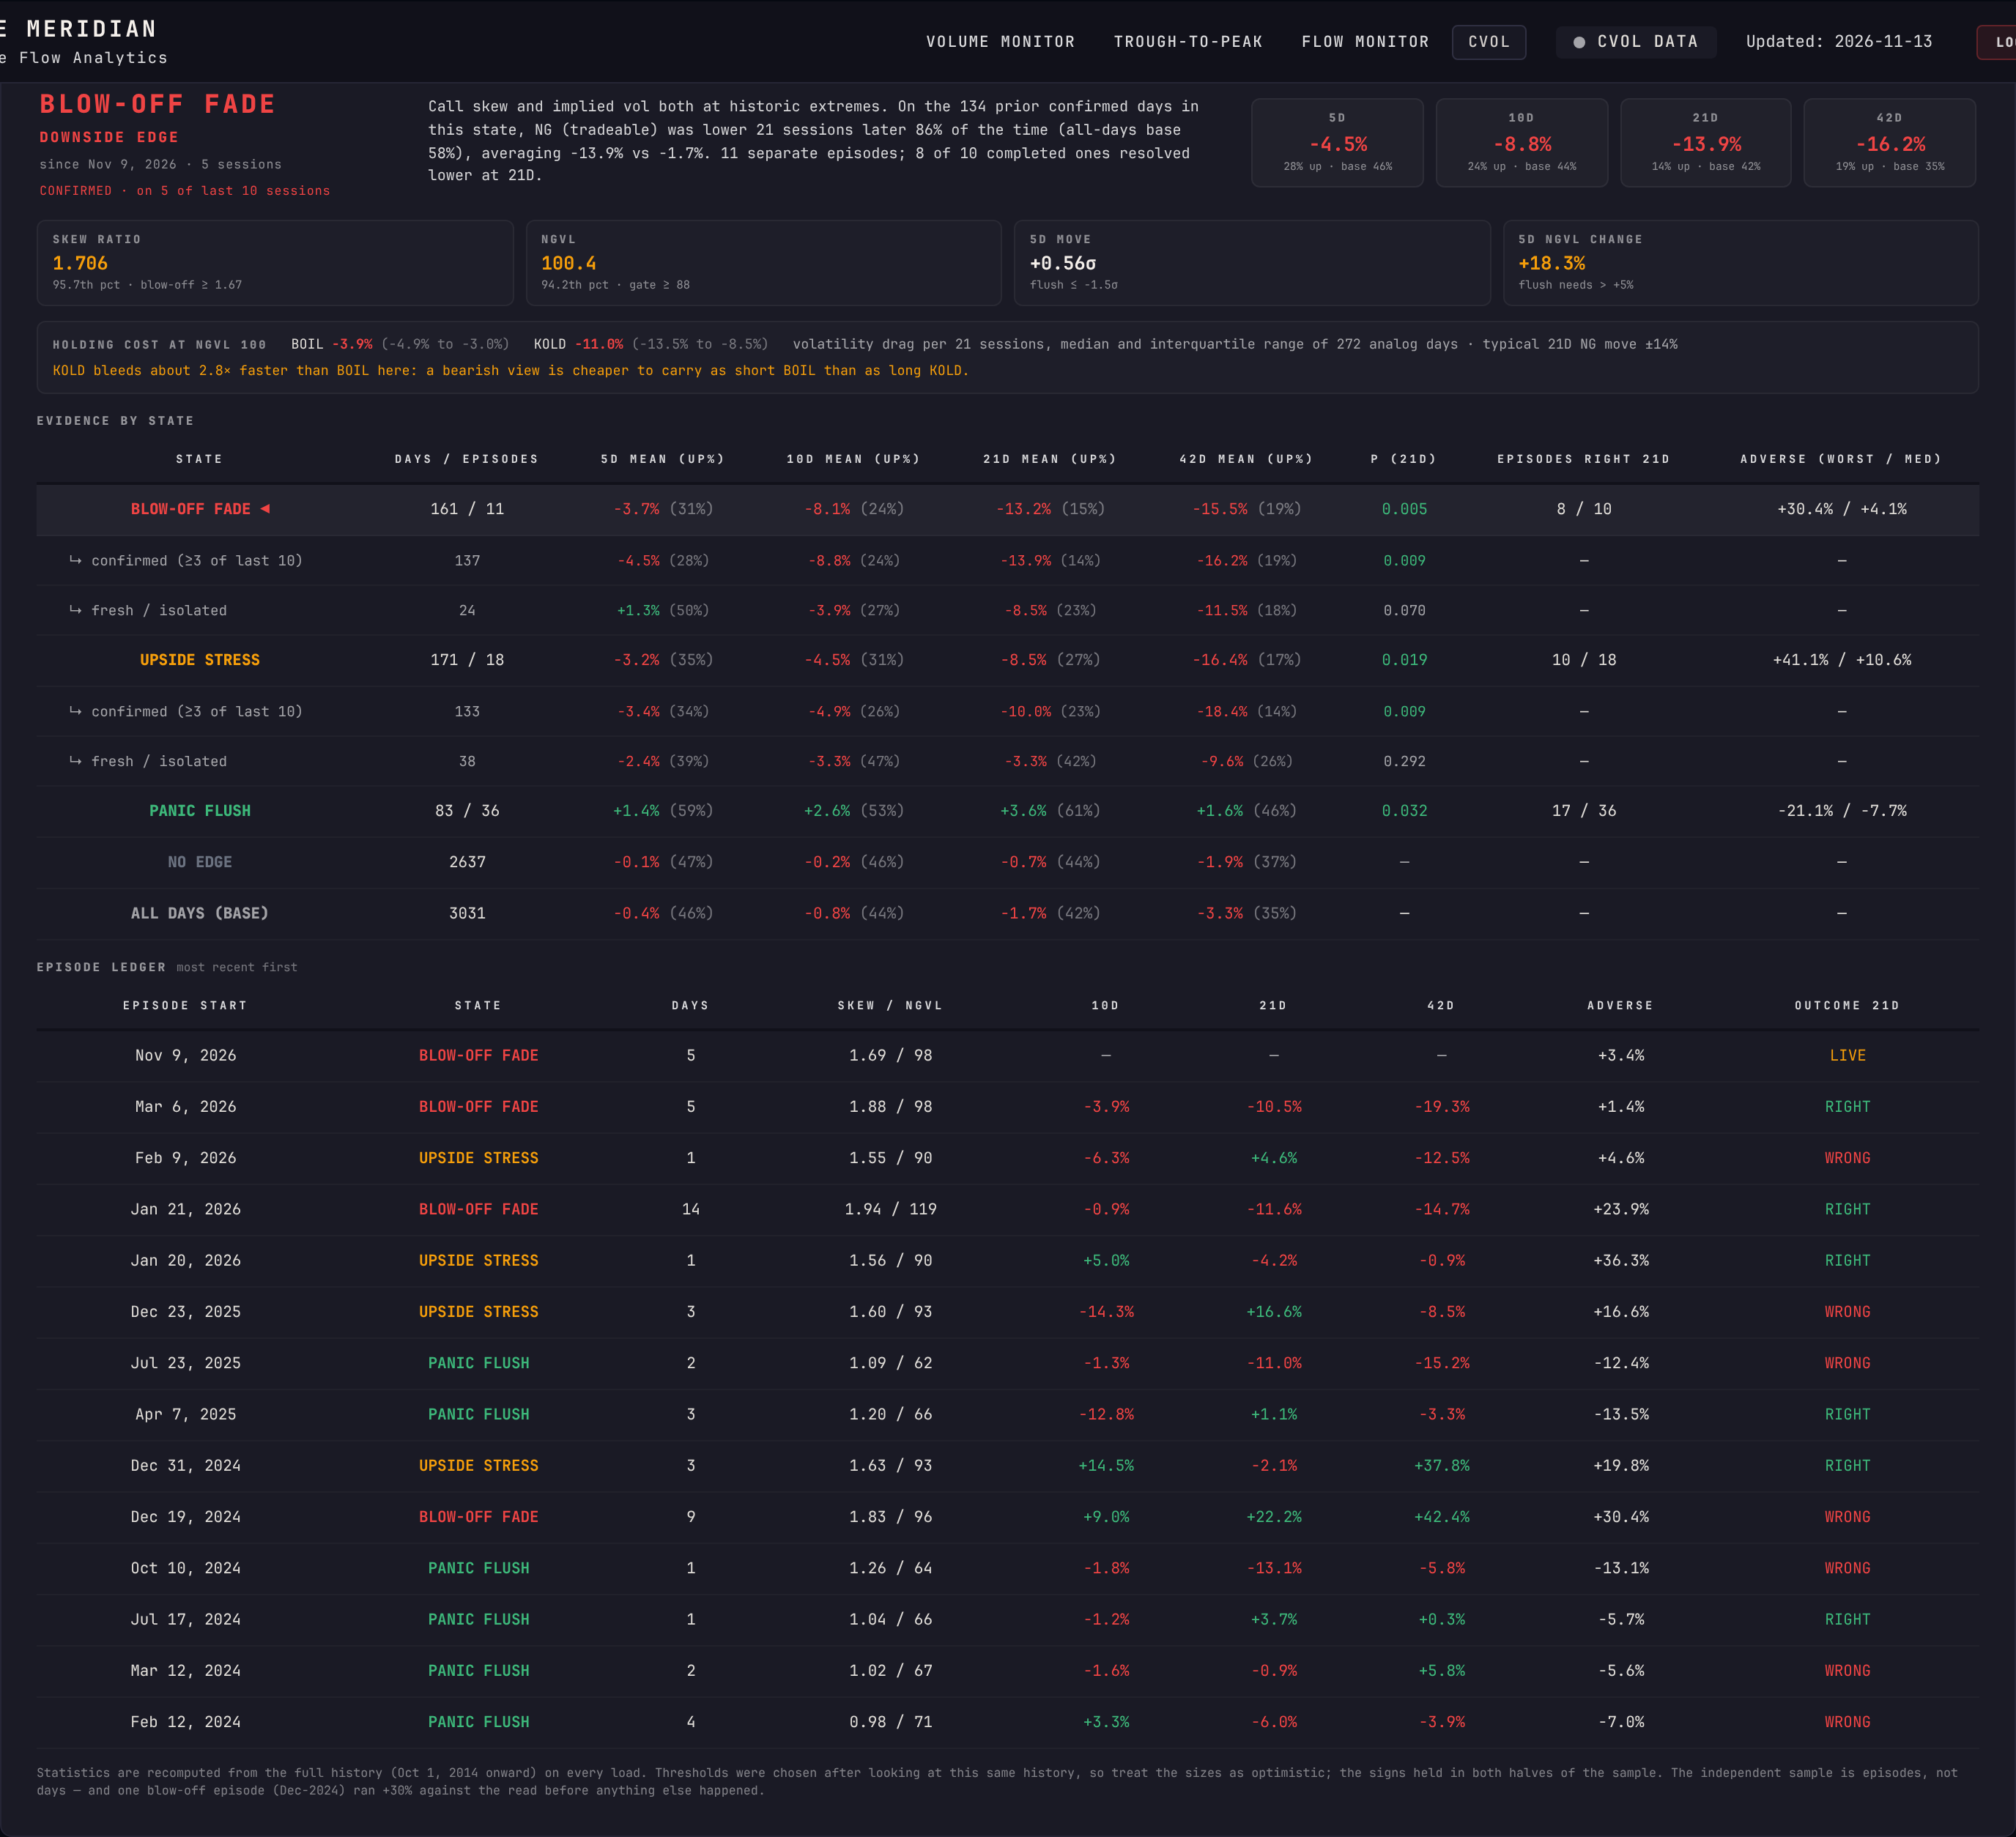 E MERIDIAN
e Flow Analytics
VOLUME MONITOR TROUGH-TO-PEAK FLOW MONITOR CVOL CVOL DATA Updated: 2026-11-13 LO
BLOW-OFF FADE
DOWNSIDE EDGE
since Nov 9, 2026 · 5 sessions
CONFIRMED · on 5 of last 10 sessions
Call skew and implied vol both at historic extremes. On the 134 prior confirmed days in
this state, NG (tradeable) was lower 21 sessions later 86% of the time (all-days base
58%), averaging -13.9% vs -1.7%. 11 separate episodes; 8 of 10 completed ones resolved
lower at 21D.
5D
-4.5%
28% up · base 46%
10D
-8.8%
24% up · base 44%
21D
-13.9%
14% up · base 42%
42D
-16.2%
19% up · base 35%
SKEW RATIO
1.706
95.7th pct · blow-off ≥ 1.67
NGVL
100.4
94.2th pct · gate ≥ 88
5D MOVE
+0.56σ
flush ≤ -1.5σ
5D NGVL CHANGE
+18.3%
flush needs > +5%
HOLDING COST AT NGVL 100 BOIL -3.9% (-4.9% to -3.0%) KOLD -11.0% (-13.5% to -8.5%) volatility drag per 21 sessions, median and interquartile range of 272 analog days · typical 21D NG move ±14%
KOLD bleeds about 2.8× faster than BOIL here: a bearish view is cheaper to carry as short BOIL than as long KOLD.
EVIDENCE BY STATE
STATE DAYS / EPISODES 5D MEAN (UP%) 10D MEAN (UP%) 21D MEAN (UP%) 42D MEAN (UP%) P (21D) EPISODES RIGHT 21D ADVERSE (WORST / MED)
BLOW-OFF FADE ◄ 161 / 11 -3.7% (31%) -8.1% (24%) -13.2% (15%) -15.5% (19%) 0.005 8 / 10 +30.4% / +4.1%
↳ confirmed (≥3 of last 10) 137 -4.5% (28%) -8.8% (24%) -13.9% (14%) -16.2% (19%) 0.009 — —
↳ fresh / isolated 24 +1.3% (50%) -3.9% (27%) -8.5% (23%) -11.5% (18%) 0.070 — —
UPSIDE STRESS 171 / 18 -3.2% (35%) -4.5% (31%) -8.5% (27%) -16.4% (17%) 0.019 10 / 18 +41.1% / +10.6%
↳ confirmed (≥3 of last 10) 133 -3.4% (34%) -4.9% (26%) -10.0% (23%) -18.4% (14%) 0.009 — —
↳ fresh / isolated 38 -2.4% (39%) -3.3% (47%) -3.3% (42%) -9.6% (26%) 0.292 — —
PANIC FLUSH 83 / 36 +1.4% (59%) +2.6% (53%) +3.6% (61%) +1.6% (46%) 0.032 17 / 36 -21.1% / -7.7%
NO EDGE 2637 -0.1% (47%) -0.2% (46%) -0.7% (44%) -1.9% (37%) — — —
ALL DAYS (BASE) 3031 -0.4% (46%) -0.8% (44%) -1.7% (42%) -3.3% (35%) — — —
EPISODE LEDGER most recent first
EPISODE START STATE DAYS SKEW / NGVL 10D 21D 42D ADVERSE OUTCOME 21D
Nov 9, 2026 BLOW-OFF FADE 5 1.69 / 98 — — — +3.4% LIVE
Mar 6, 2026 BLOW-OFF FADE 5 1.88 / 98 -3.9% -10.5% -19.3% +1.4% RIGHT
Feb 9, 2026 UPSIDE STRESS 1 1.55 / 90 -6.3% +4.6% -12.5% +4.6% WRONG
Jan 21, 2026 BLOW-OFF FADE 14 1.94 / 119 -0.9% -11.6% -14.7% +23.9% RIGHT
Jan 20, 2026 UPSIDE STRESS 1 1.56 / 90 +5.0% -4.2% -0.9% +36.3% RIGHT
Dec 23, 2025 UPSIDE STRESS 3 1.60 / 93 -14.3% +16.6% -8.5% +16.6% WRONG
Jul 23, 2025 PANIC FLUSH 2 1.09 / 62 -1.3% -11.0% -15.2% -12.4% WRONG
Apr 7, 2025 PANIC FLUSH 3 1.20 / 66 -12.8% +1.1% -3.3% -13.5% RIGHT
Dec 31, 2024 UPSIDE STRESS 3 1.63 / 93 +14.5% -2.1% +37.8% +19.8% RIGHT
Dec 19, 2024 BLOW-OFF FADE 9 1.83 / 96 +9.0% +22.2% +42.4% +30.4% WRONG
Oct 10, 2024 PANIC FLUSH 1 1.26 / 64 -1.8% -13.1% -5.8% -13.1% WRONG
Jul 17, 2024 PANIC FLUSH 1 1.04 / 66 -1.2% +3.7% +0.3% -5.7% RIGHT
Mar 12, 2024 PANIC FLUSH 2 1.02 / 67 -1.6% -0.9% +5.8% -5.6% WRONG
Feb 12, 2024 PANIC FLUSH 4 0.98 / 71 +3.3% -6.0% -3.9% -7.0% WRONG
Statistics are recomputed from the full history (Oct 1, 2014 onward) on every load. Thresholds were chosen after looking at this same history, so treat the sizes as optimistic; the signs held in both halves of the sample. The independent sample is episodes, not
days — and one blow-off episode (Dec-2024) ran +30% against the read before anything else happened.